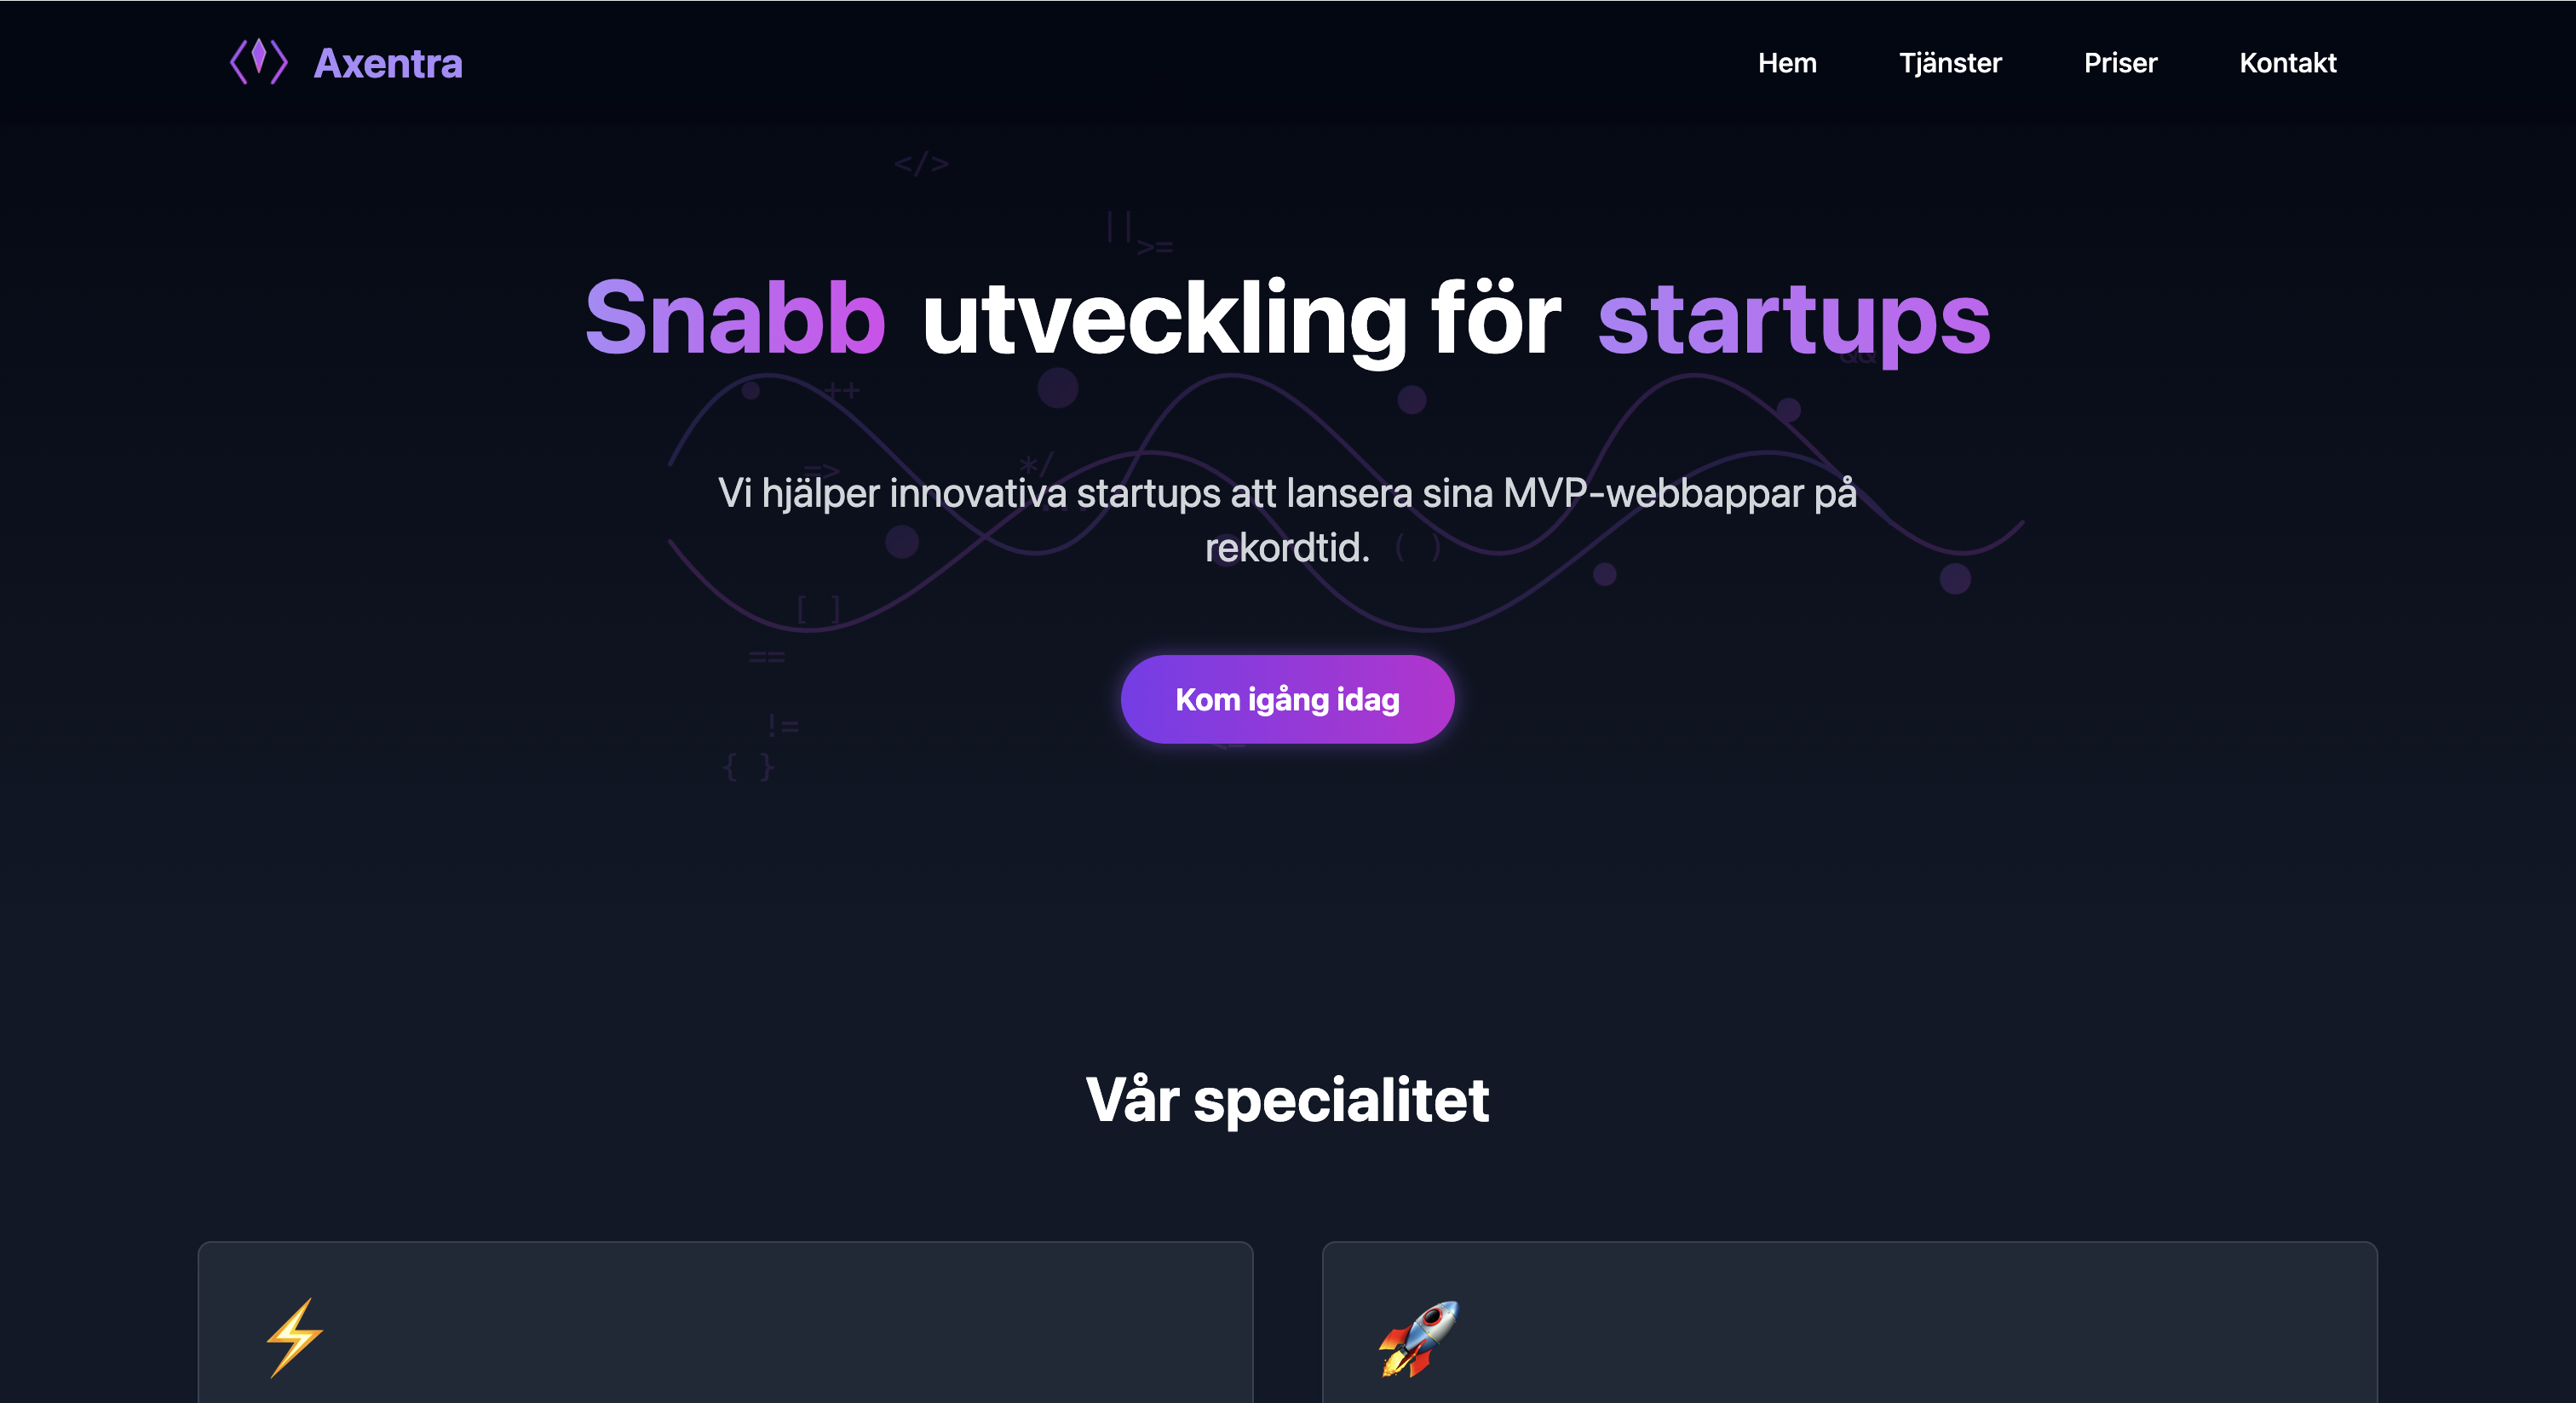 Axentra
Hem
Tjänster
Priser
Kontakt
</>
||
>=
Snabb utveckling för startups
&&
++
=>
*/
Vi hjälper innovativa startups att lansera sina MVP-webbappar på
rekordtid.
( )
[ ]
==
Kom igång idag
!=
{ }
Vår specialitet